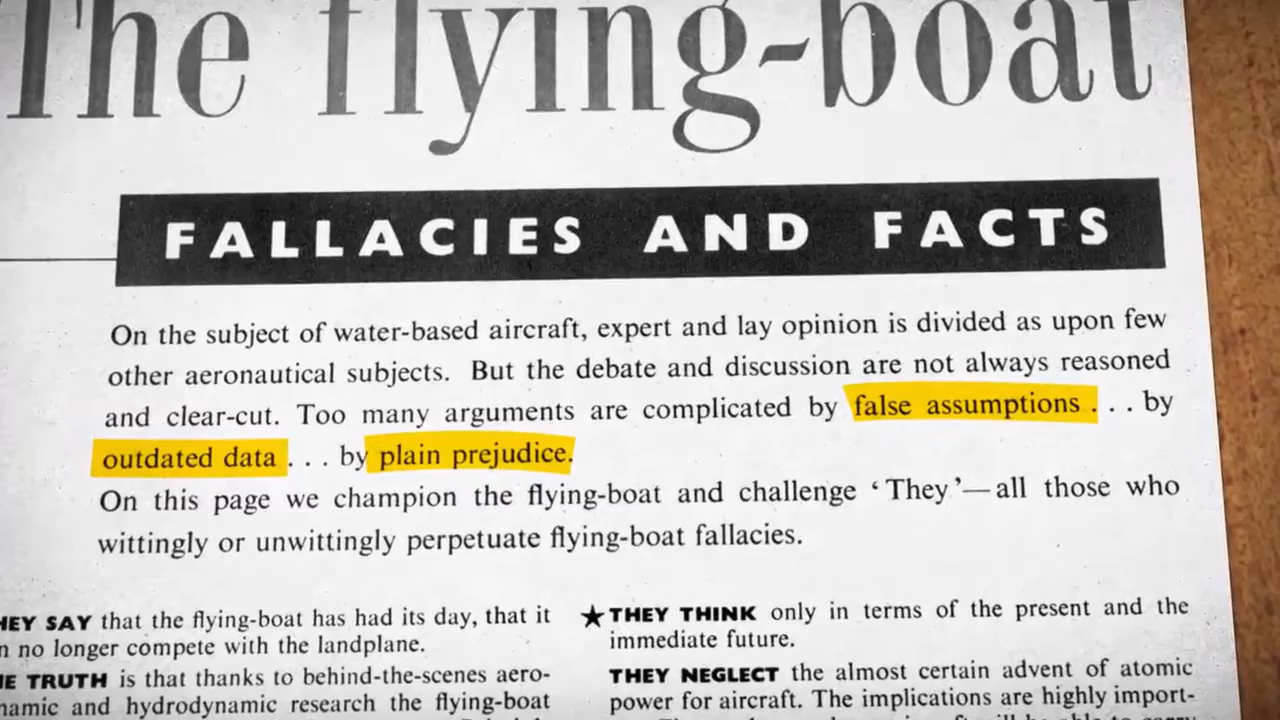 The flying-boat
FALLACIES AND FACTS
On the subject of water-based aircraft, expert and lay opinion is divided as upon few
other aeronautical subjects. But the debate and discussion are not always reasoned
and clear-cut. Too many arguments are complicated by false assumptions . . . by
outdated data . . . by plain prejudice.
On this page we champion the flying-boat and challenge ‘They’—all those who
wittingly or unwittingly perpetuate flying-boat fallacies.
HEY SAY that the flying-boat has had its day, that it
n no longer compete with the landplane.
HE TRUTH is that thanks to behind-the-scenes aero-
namic and hydrodynamic research the flying-boat
★ THEY THINK only in terms of the present and the
immediate future.
THEY NEGLECT the almost certain advent of atomic
power for aircraft. The implications are highly import-